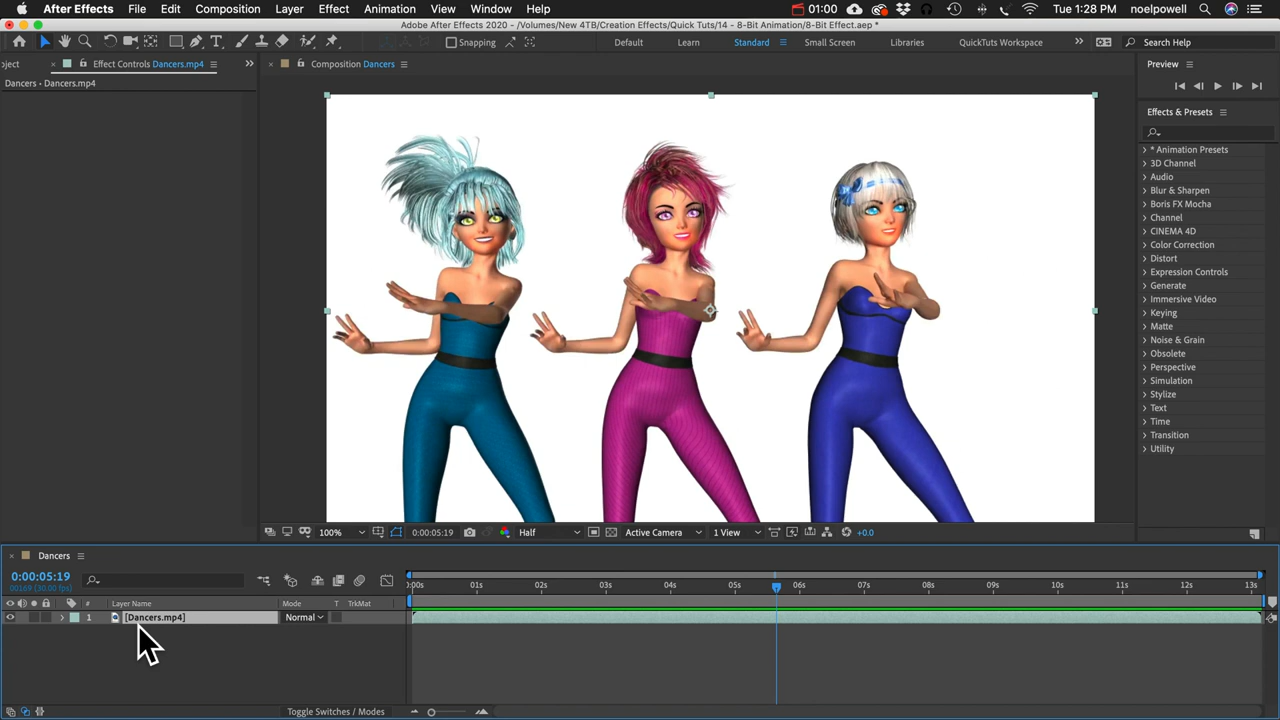 After Effects File Edit Composition Layer Effect Animation View Window Help 01:00 Tue 1:28 PM noelpowell
Adobe After Effects 2020 - /Volumes/New 4TB/Creation Effects/Quick Tuts/14 - 8-Bit Animation/8-Bit Effect.aep *
Snapping Default Learn Standard Small Screen Libraries QuickTuts Workspace Search Help
oject Effect Controls Dancers.mp4 Composition Dancers Preview
Dancers • Dancers.mp4
Effects & Presets
* Animation Presets
3D Channel
Audio
Blur & Sharpen
Boris FX Mocha
Channel
CINEMA 4D
Color Correction
Distort
Expression Controls
Generate
Immersive Video
Keying
Matte
Noise & Grain
Obsolete
Perspective
Simulation
Stylize
Text
Time
Transition
Utility
100% 0:00:05:19 Half Active Camera 1 View +0.0
Dancers
0:00:05:19
00169 (30.00 fps)
:00s 01s 02s 03s 04s 05s 06s 07s 08s 09s 10s 11s 12s 13s
# Layer Name Mode T TrkMat
1 [Dancers.mp4] Normal
Toggle Switches / Modes